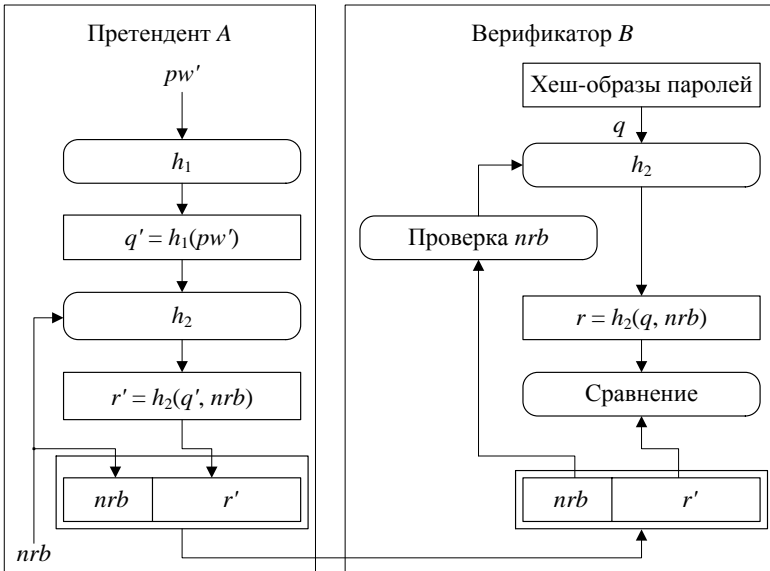 Претендент A
pw'
h1
q' = h1(pw')
h2
r' = h2(q', nrb)
nrb r'
nrb
Верификатор B
Хеш-образы паролей
q
h2
Проверка nrb
r = h2(q, nrb)
Сравнение
nrb r'